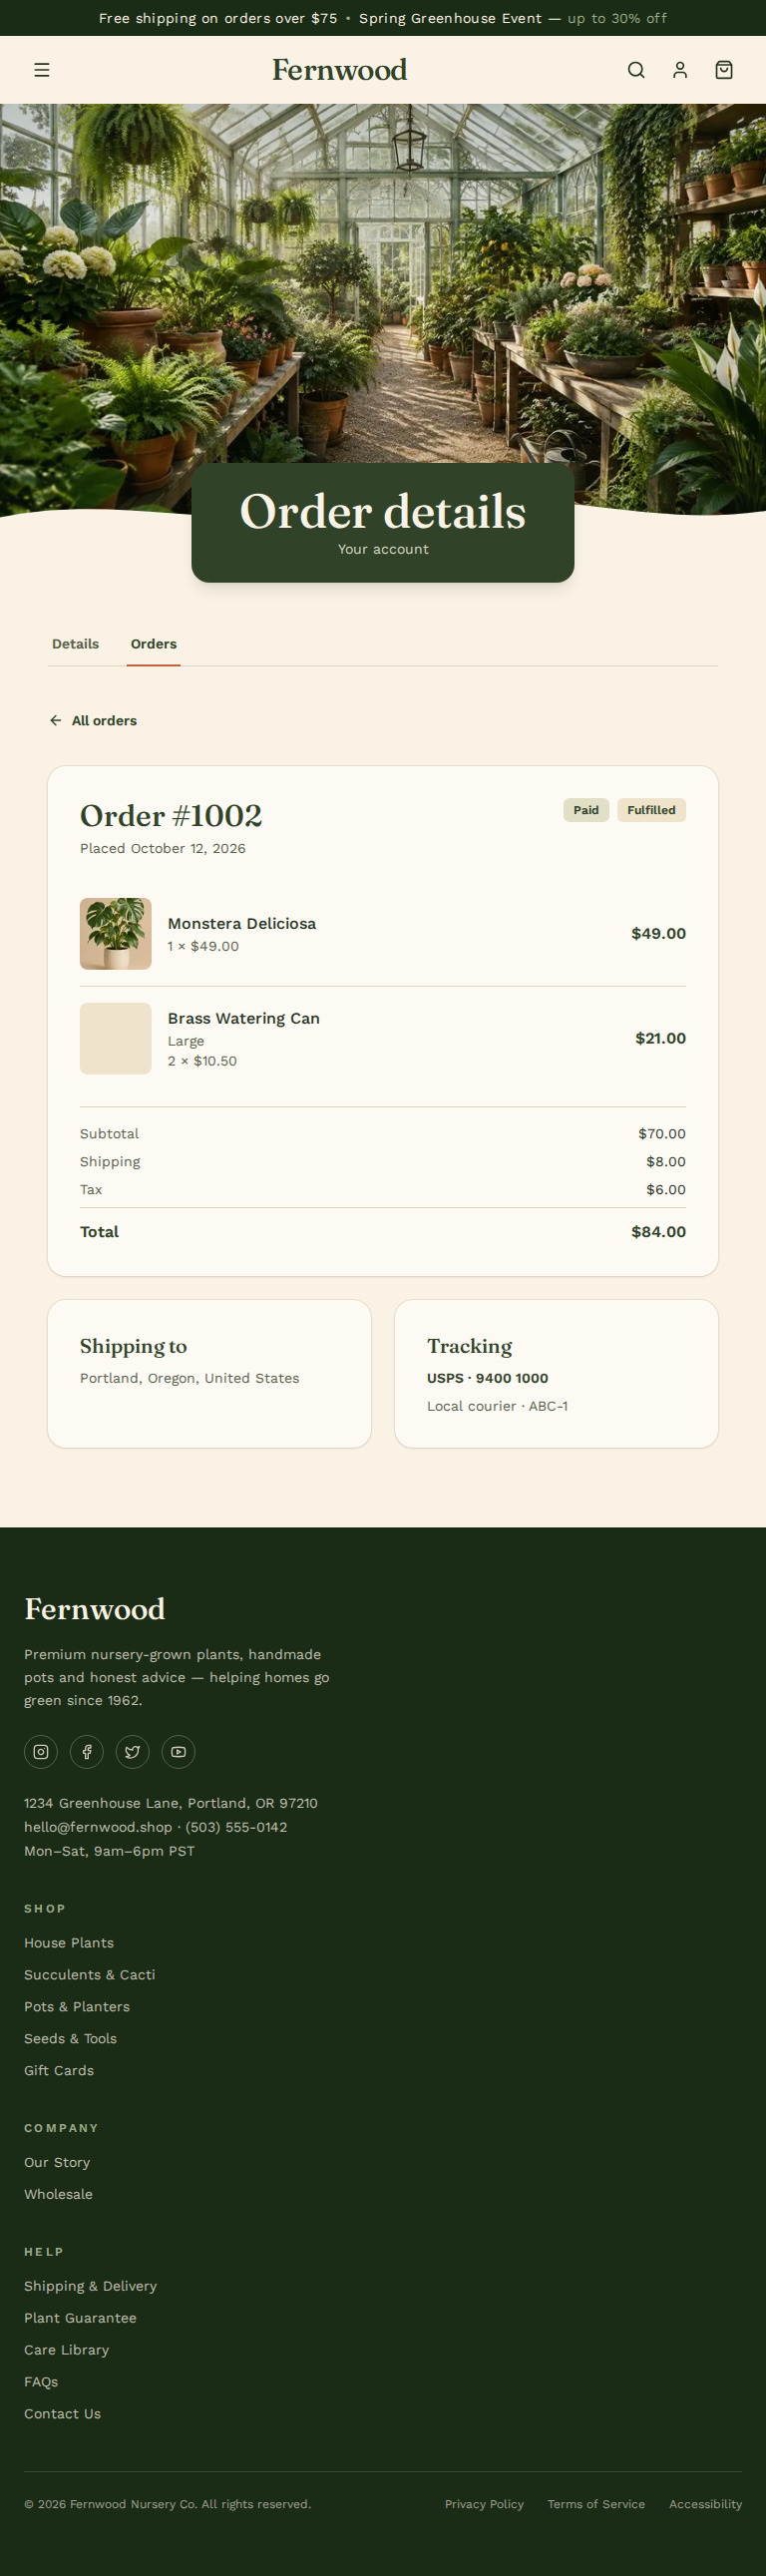 Free shipping on orders over $75 • Spring Greenhouse Event — up to 30% off
Fernwood
Order details
Your account
Details
Orders
All orders
Order #1002
Paid
Fulfilled
Placed October 12, 2026
Monstera Deliciosa
1 × $49.00
$49.00
Brass Watering Can
Large
2 × $10.50
$21.00
Subtotal
$70.00
Shipping
$8.00
Tax
$6.00
Total
$84.00
Shipping to
Portland, Oregon, United States
Tracking
USPS · 9400 1000
Local courier · ABC-1
Fernwood
Premium nursery-grown plants, handmade
pots and honest advice — helping homes go
green since 1962.
1234 Greenhouse Lane, Portland, OR 97210
hello@fernwood.shop · (503) 555-0142
Mon–Sat, 9am–6pm PST
SHOP
House Plants
Succulents & Cacti
Pots & Planters
Seeds & Tools
Gift Cards
COMPANY
Our Story
Wholesale
HELP
Shipping & Delivery
Plant Guarantee
Care Library
FAQs
Contact Us
© 2026 Fernwood Nursery Co. All rights reserved.
Privacy Policy
Terms of Service
Accessibility